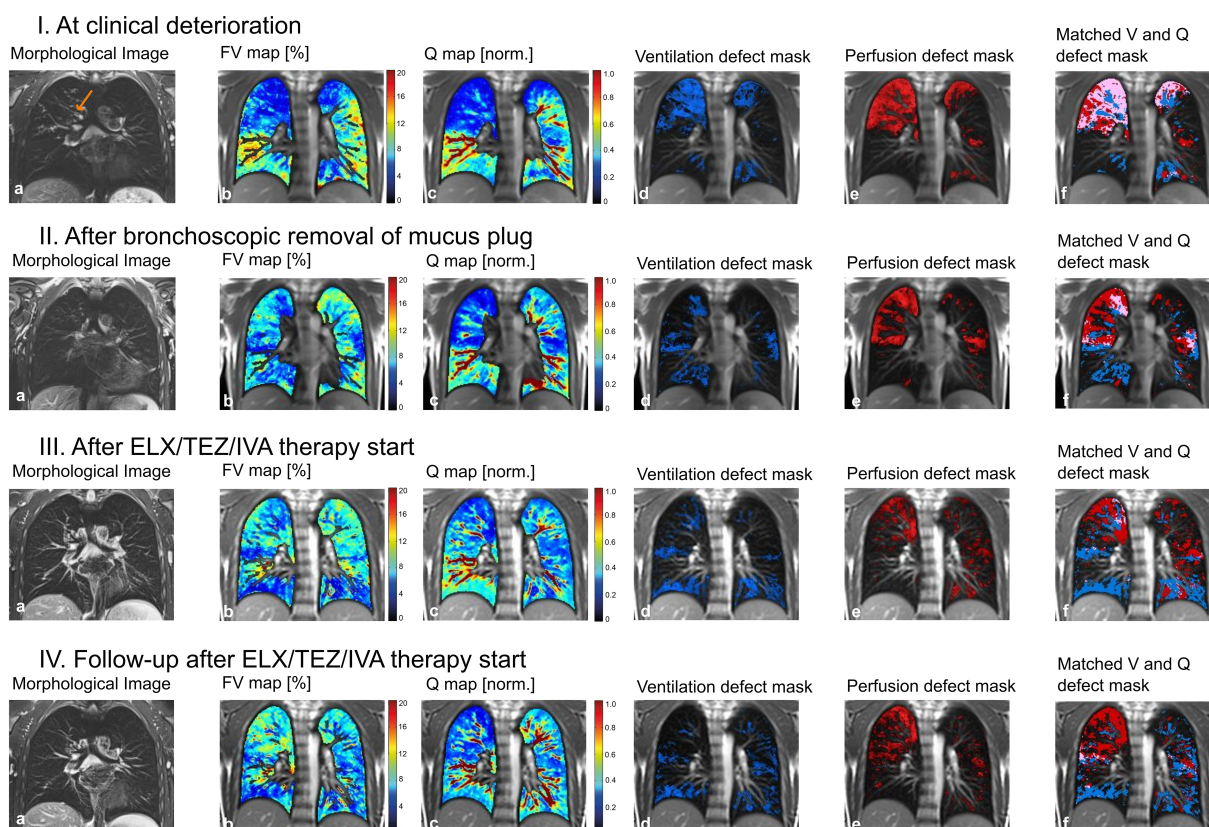 I. At clinical deterioration
Morphological Image
FV map [%]
Q map [norm.]
Ventilation defect mask
Perfusion defect mask
Matched V and Q
defect mask
20
16
12
8
4
0
1.0
0.8
0.6
0.4
0.2
0
a
b
c
d
e
f
II. After bronchoscopic removal of mucus plug
Morphological Image
FV map [%]
Q map [norm.]
Ventilation defect mask
Perfusion defect mask
Matched V and Q
defect mask
20
16
12
8
4
0
1.0
0.8
0.6
0.4
0.2
0
a
b
c
d
e
f
III. After ELX/TEZ/IVA therapy start
Morphological Image
FV map [%]
Q map [norm.]
Ventilation defect mask
Perfusion defect mask
Matched V and Q
defect mask
20
16
12
8
4
0
1.0
0.8
0.6
0.4
0.2
0
a
b
c
d
e
f
IV. Follow-up after ELX/TEZ/IVA therapy start
Morphological Image
FV map [%]
Q map [norm.]
Ventilation defect mask
Perfusion defect mask
Matched V and Q
defect mask
20
16
12
8
4
1.0
0.8
0.6
0.4
0.2
a
b
c
d
e
f